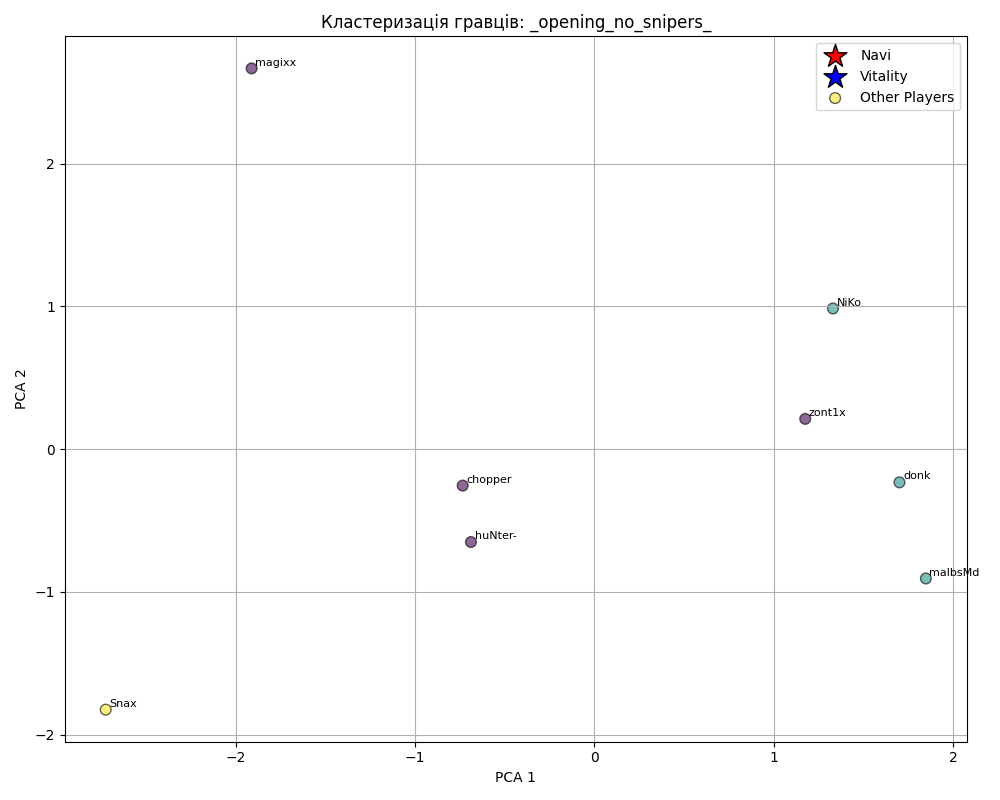 Кластеризація гравців: _opening_no_snipers_
magixx
Navi
Vitality
Other Players
2
NiKo
1
zont1x
PCA 2
0
donk
chopper
huNter-
malbsMd
−1
Snax
−2
−2
−1
0
1
2
PCA 1